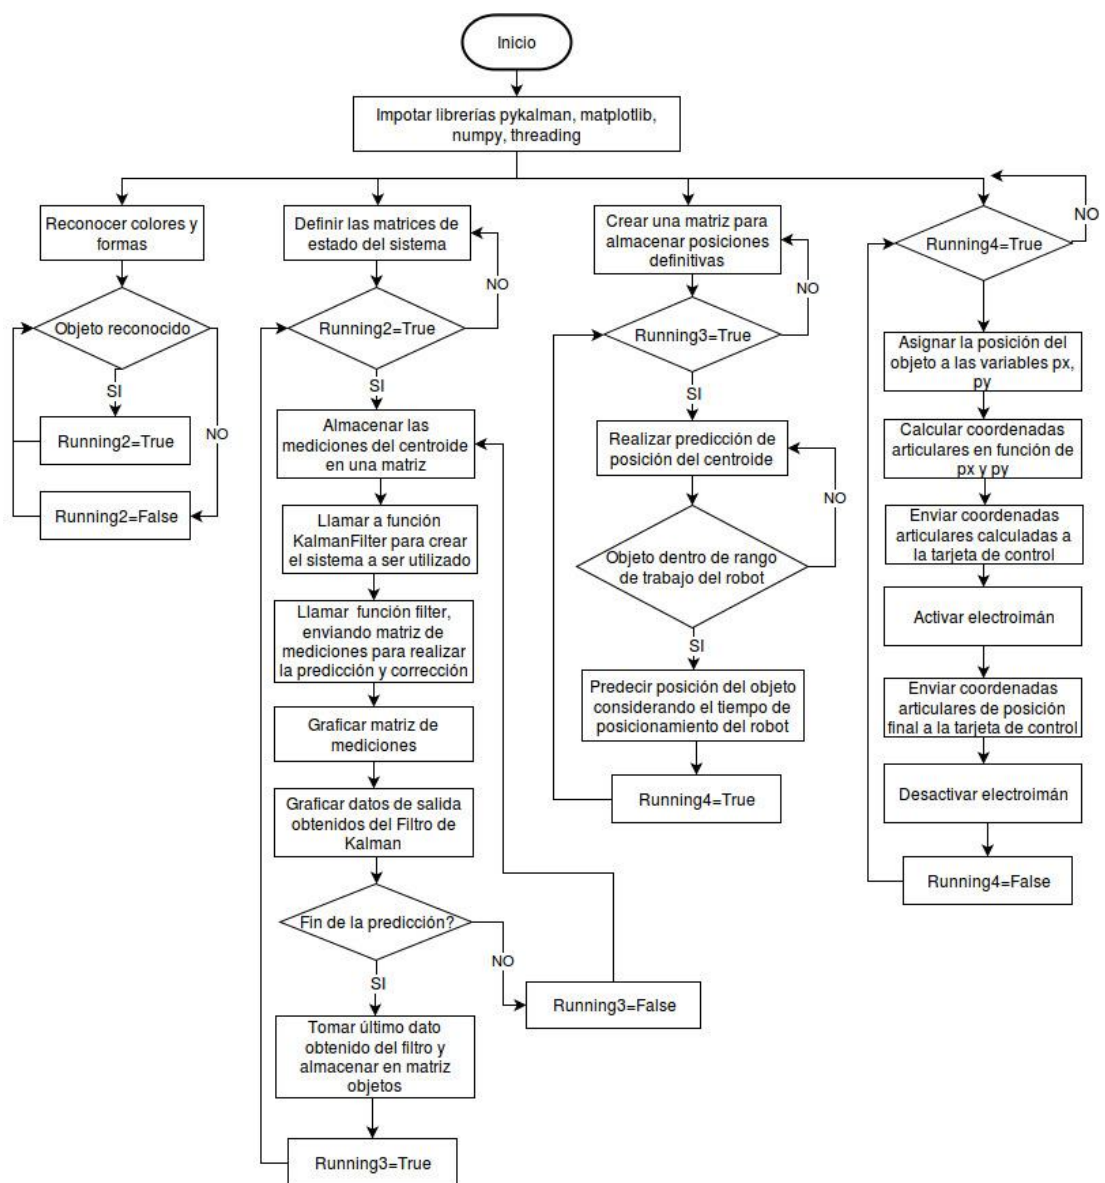 Inicio
Impotar librerías pykalman, matplotlib,
numpy, threading
Reconocer colores y
formas
Objeto reconocido
SI
NO
Running2=True
Running2=False
Definir las matrices de
estado del sistema
NO
Running2=True
SI
Almacenar las
mediciones del centroide
en una matriz
Llamar a función
KalmanFilter para crear
el sistema a ser utilizado
Llamar función filter,
enviando matriz de
mediciones para realizar
la predicción y corrección
Graficar matriz de
mediciones
Graficar datos de salida
obtenidos del Filtro de
Kalman
Fin de la predicción?
NO
SI
Running3=False
Tomar último dato
obtenido del filtro y
almacenar en matriz
objetos
Running3=True
Crear una matriz para
almacenar posiciones
definitivas
NO
Running3=True
SI
Realizar predicción de
posición del centroide
NO
Objeto dentro de rango
de trabajo del robot
SI
Predecir posición del objeto
considerando el tiempo de
posicionamiento del robot
Running4=True
NO
Running4=True
Asignar la posición del
objeto a las variables px,
py
Calcular coordenadas
articulares en función de
px y py
Enviar coordenadas
articulares calculadas a
la tarjeta de control
Activar electroimán
Enviar coordenadas
articulares de posición
final a la tarjeta de control
Desactivar electroimán
Running4=False